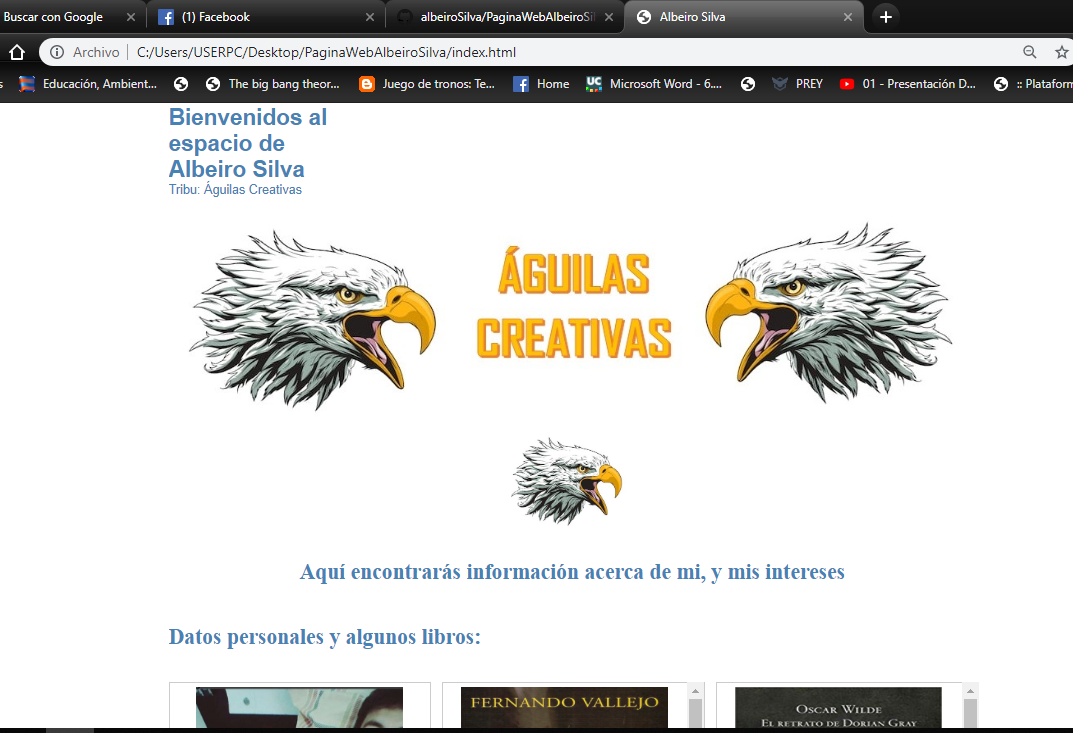 Buscar con Google
(1) Facebook
albeiroSilva/PaginaWebAlbeiroSil
Albeiro Silva
Archivo
C:/Users/USERPC/Desktop/PaginaWebAlbeiroSilva/index.html
s
Educación, Ambient...
The big bang theor...
Juego de tronos: Te...
Home
UC
Microsoft Word - 6....
PREY
01 - Presentación D...
:: Plataform
Bienvenidos al
espacio de
Albeiro Silva
Tribu: Águilas Creativas
ÁGUILAS
CREATIVAS
Aquí encontrarás información acerca de mi, y mis intereses
Datos personales y algunos libros:
FERNANDO VALLEJO
OSCAR WILDE
EL RETRATO DE DORIAN GRAY